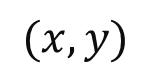 (x, y)